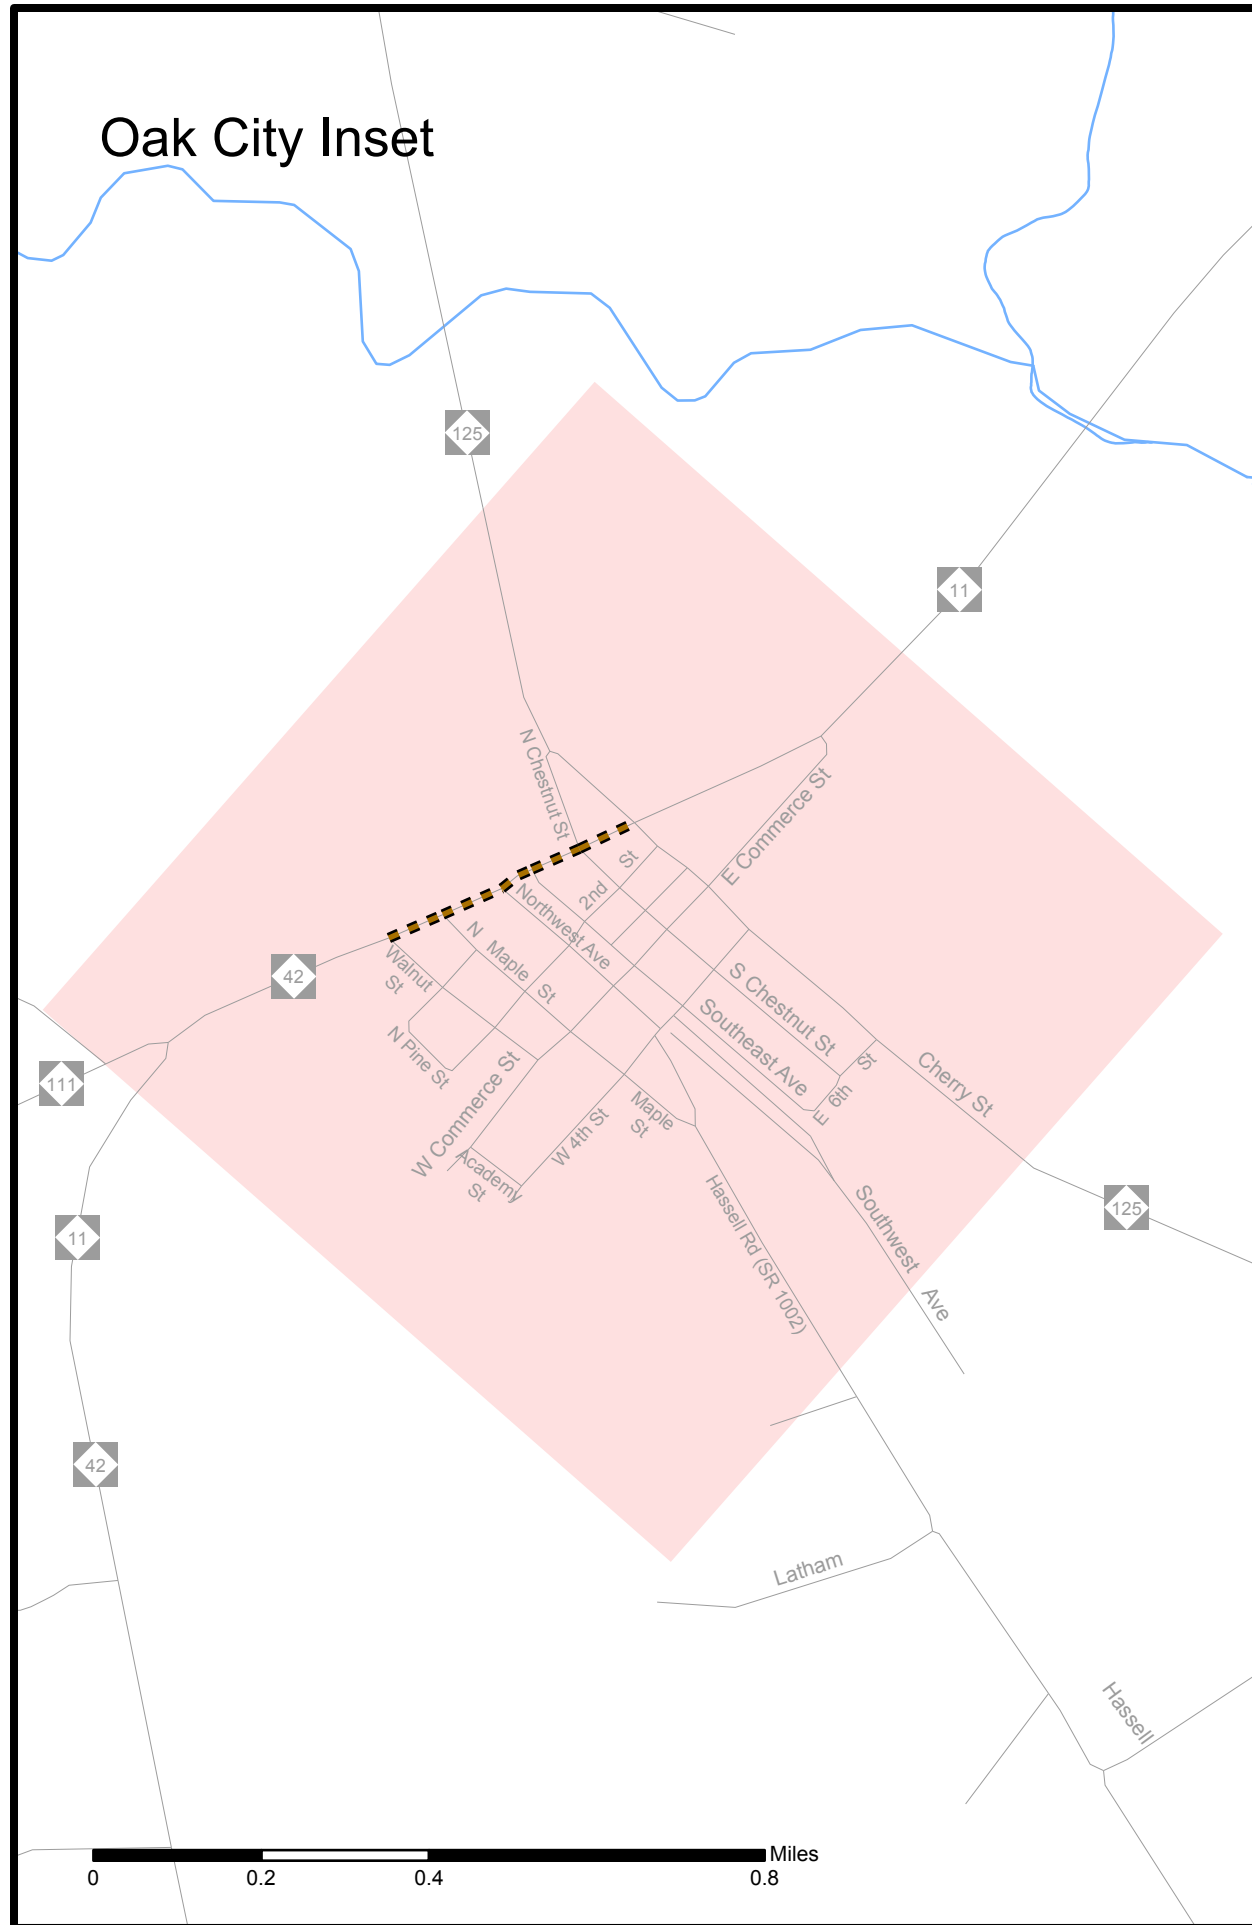 Oak City Inset
125
11
N Chestnut St
E Commerce St
2nd
St
Northwest Ave
N Maple St
Walnut
St
42
S Chestnut St
Southeast Ave
N Pine St
W Commerce St
E 6th St
Cherry St
111
Maple
St
W 4th St
Academy
St
Hassell Rd (SR 1002)
Southwest Ave
125
11
42
Latham
Hassell
Miles
0 0.2 0.4 0.8